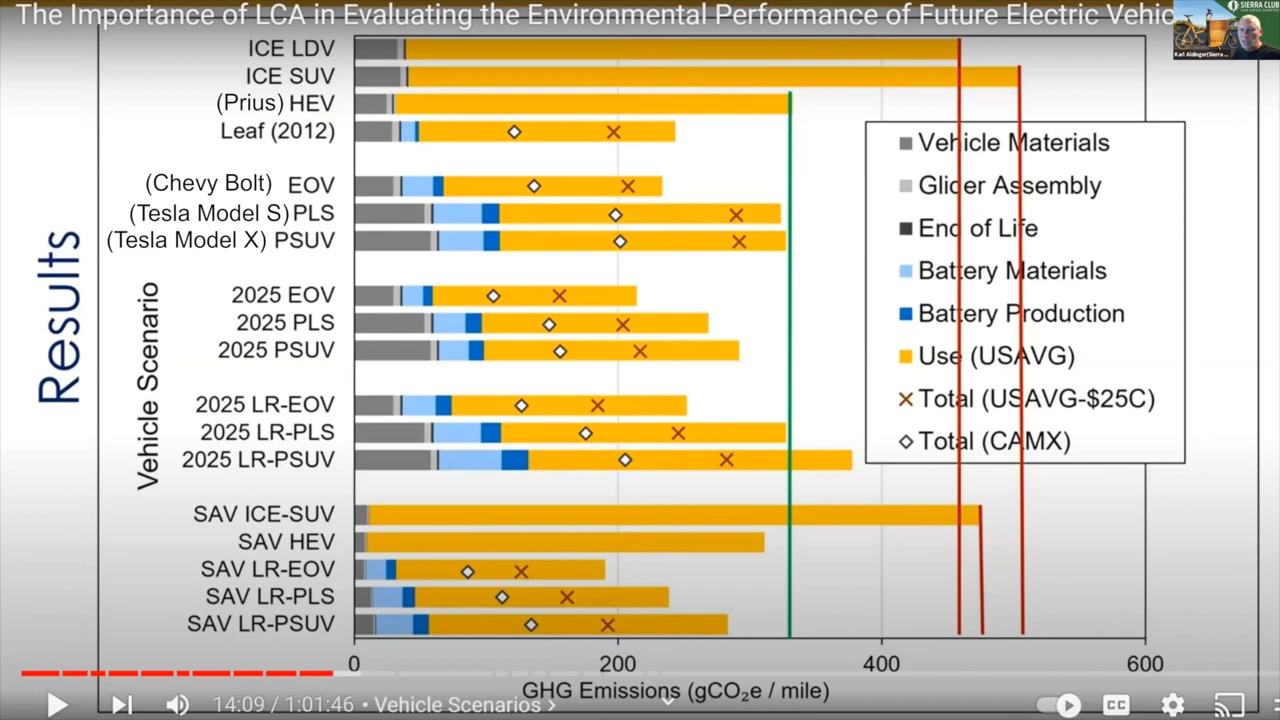 The Importance of LCA in Evaluating the Environmental Performance of Future Electric Vehic
SIERRA CLUB
Karl Aldinger(Sierra
Results
Vehicle Scenario
ICE LDV
ICE SUV
(Prius) HEV
Leaf (2012)
(Chevy Bolt) EOV
(Tesla Model S) PLS
(Tesla Model X) PSUV
2025 EOV
2025 PLS
2025 PSUV
2025 LR-EOV
2025 LR-PLS
2025 LR-PSUV
SAV ICE-SUV
SAV HEV
SAV LR-EOV
SAV LR-PLS
SAV LR-PSUV
Vehicle Materials
Glider Assembly
End of Life
Battery Materials
Battery Production
Use (USAVG)
Total (USAVG-$25C)
Total (CAMX)
0 200 400 600
GHG Emissions (gCO₂e / mile)
14:09 / 1:01:46 • Vehicle Scenarios >
CC